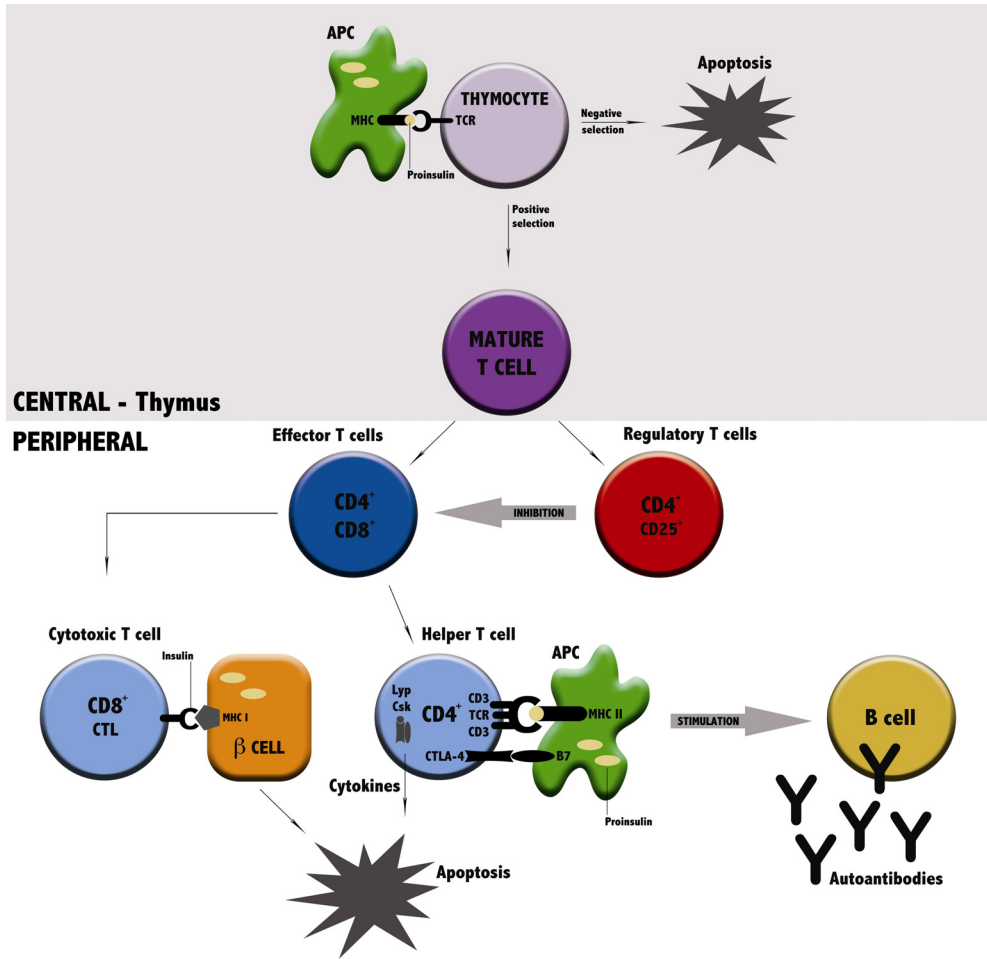 APC
Apoptosis
THYMOCYTE
MHC
TCR
Negative
selection
Proinsulin
Positive
selection
MATURE
T CELL
CENTRAL - Thymus
PERIPHERAL
Effector T cells
Regulatory T cells
CD4⁺
CD8⁺
INHIBITION
CD4⁺
CD25⁺
Cytotoxic T cell
Helper T cell
Insulin
APC
CD8⁺
CTL
MHC I
β CELL
Lyp
Csk
CD4⁺
CD3
TCR
CD3
MHC II
CTLA-4
B7
STIMULATION
B cell
Cytokines
Proinsulin
Apoptosis
Autoantibodies